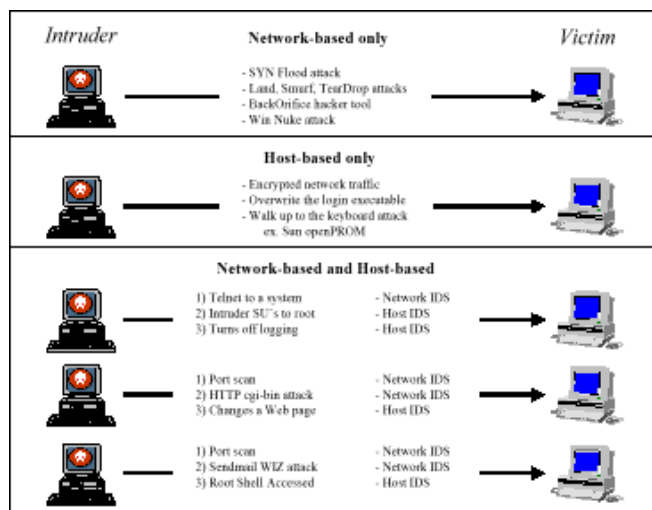 Intruder
Network-based only
Victim
- SYN Flood attack
- Land, Smurf, TearDrop attacks
- BackOrifice hacker tool
- Win Nuke attack
Host-based only
- Encrypted network traffic
- Overwrite the login executable
- Walk up to the keyboard attack
ex. Sun openPROM
Network-based and Host-based
1) Telnet to a system - Network IDS
2) Intruder SU's to root - Host IDS
3) Turns off logging - Host IDS
1) Port scan - Network IDS
2) HTTP cgi-bin attack - Network IDS
3) Changes a Web page - Host IDS
1) Port scan - Network IDS
2) Sendmail WIZ attack - Network IDS
3) Root Shell Accessed - Host IDS